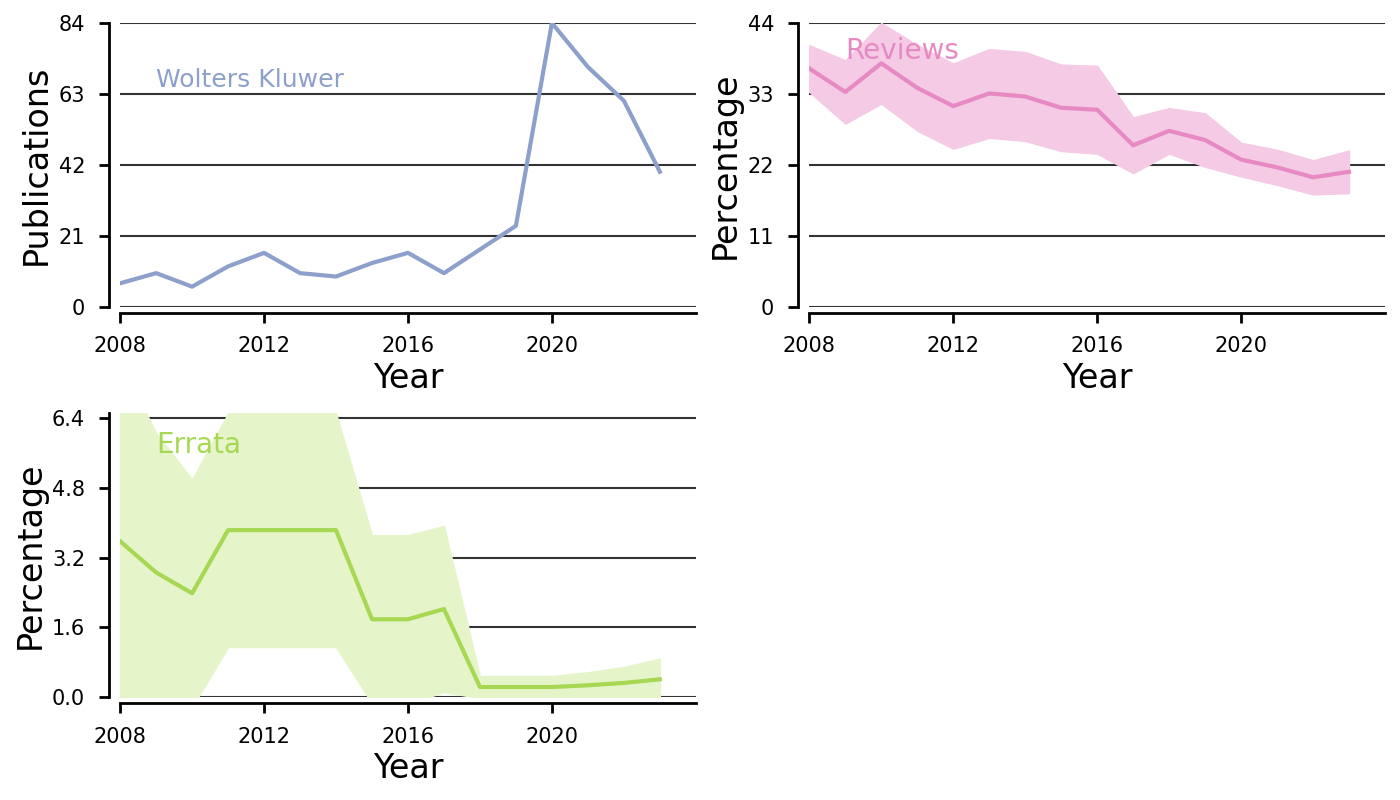 Publications
84
63
42
21
0
Wolters Kluwer
2008 2012 2016 2020
Year
Percentage
44
33
22
11
0
Reviews
2008 2012 2016 2020
Year
Percentage
6.4
4.8
3.2
1.6
0.0
Errata
2008 2012 2016 2020
Year